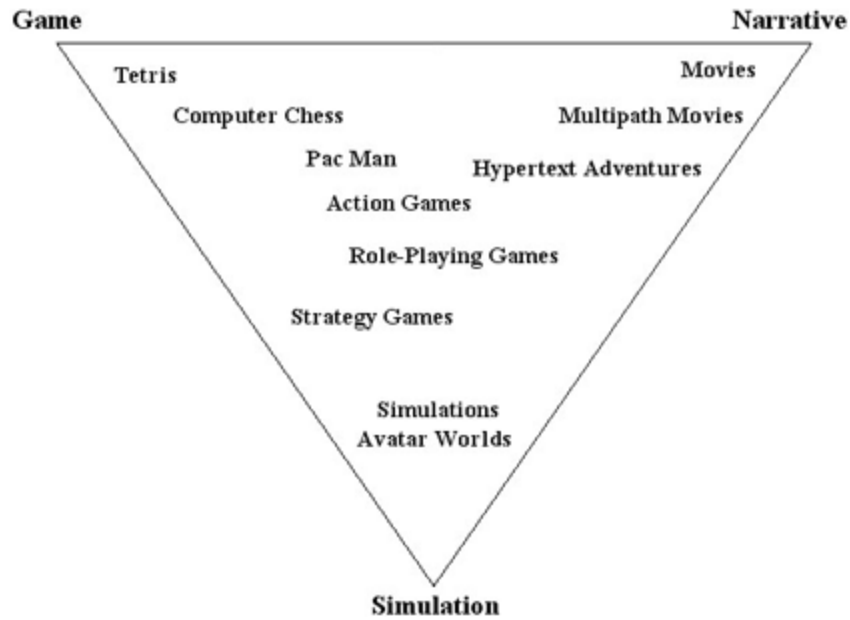 Game
Narrative
Tetris
Movies
Computer Chess
Multipath Movies
Pac Man
Hypertext Adventures
Action Games
Role-Playing Games
Strategy Games
Simulations
Avatar Worlds
Simulation